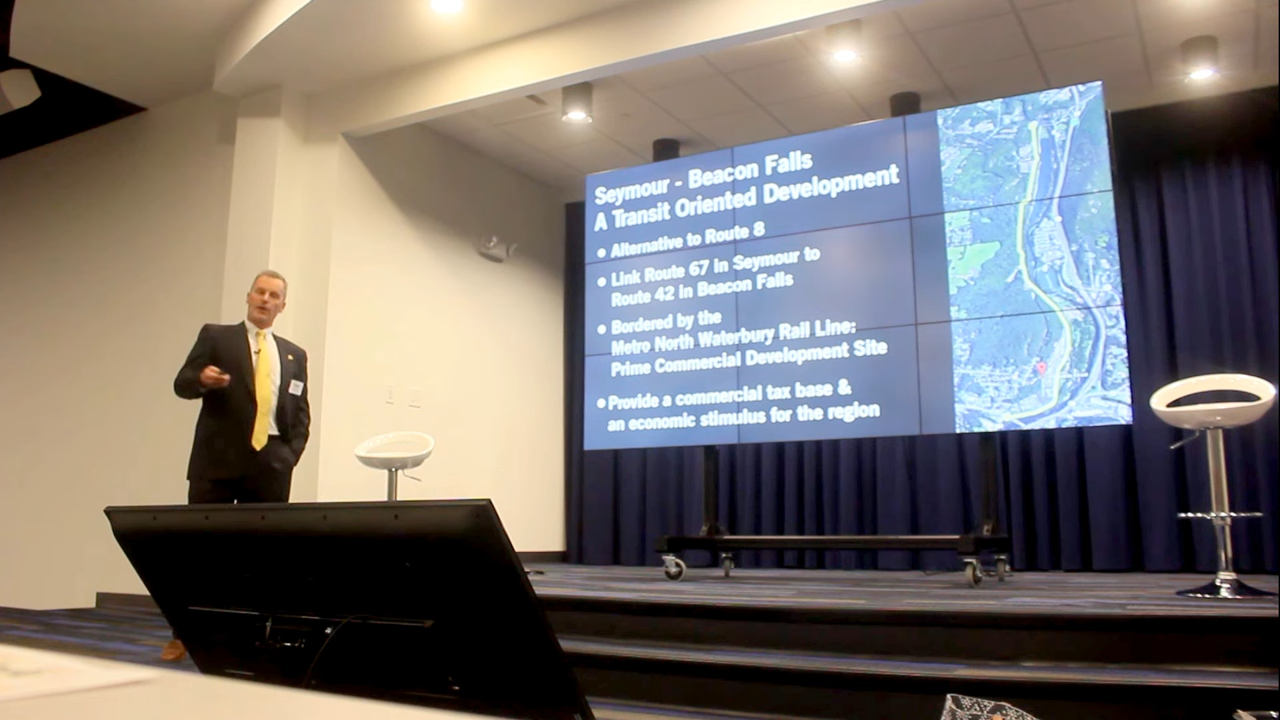 Seymour - Beacon Falls
A Transit Oriented Development
• Alternative to Route 8
• Link Route 67 in Seymour to
Route 42 in Beacon Falls
• Bordered by the
Metro North Waterbury Rail Line:
Prime Commercial Development Site
• Provide a commercial tax base &
an economic stimulus for the region